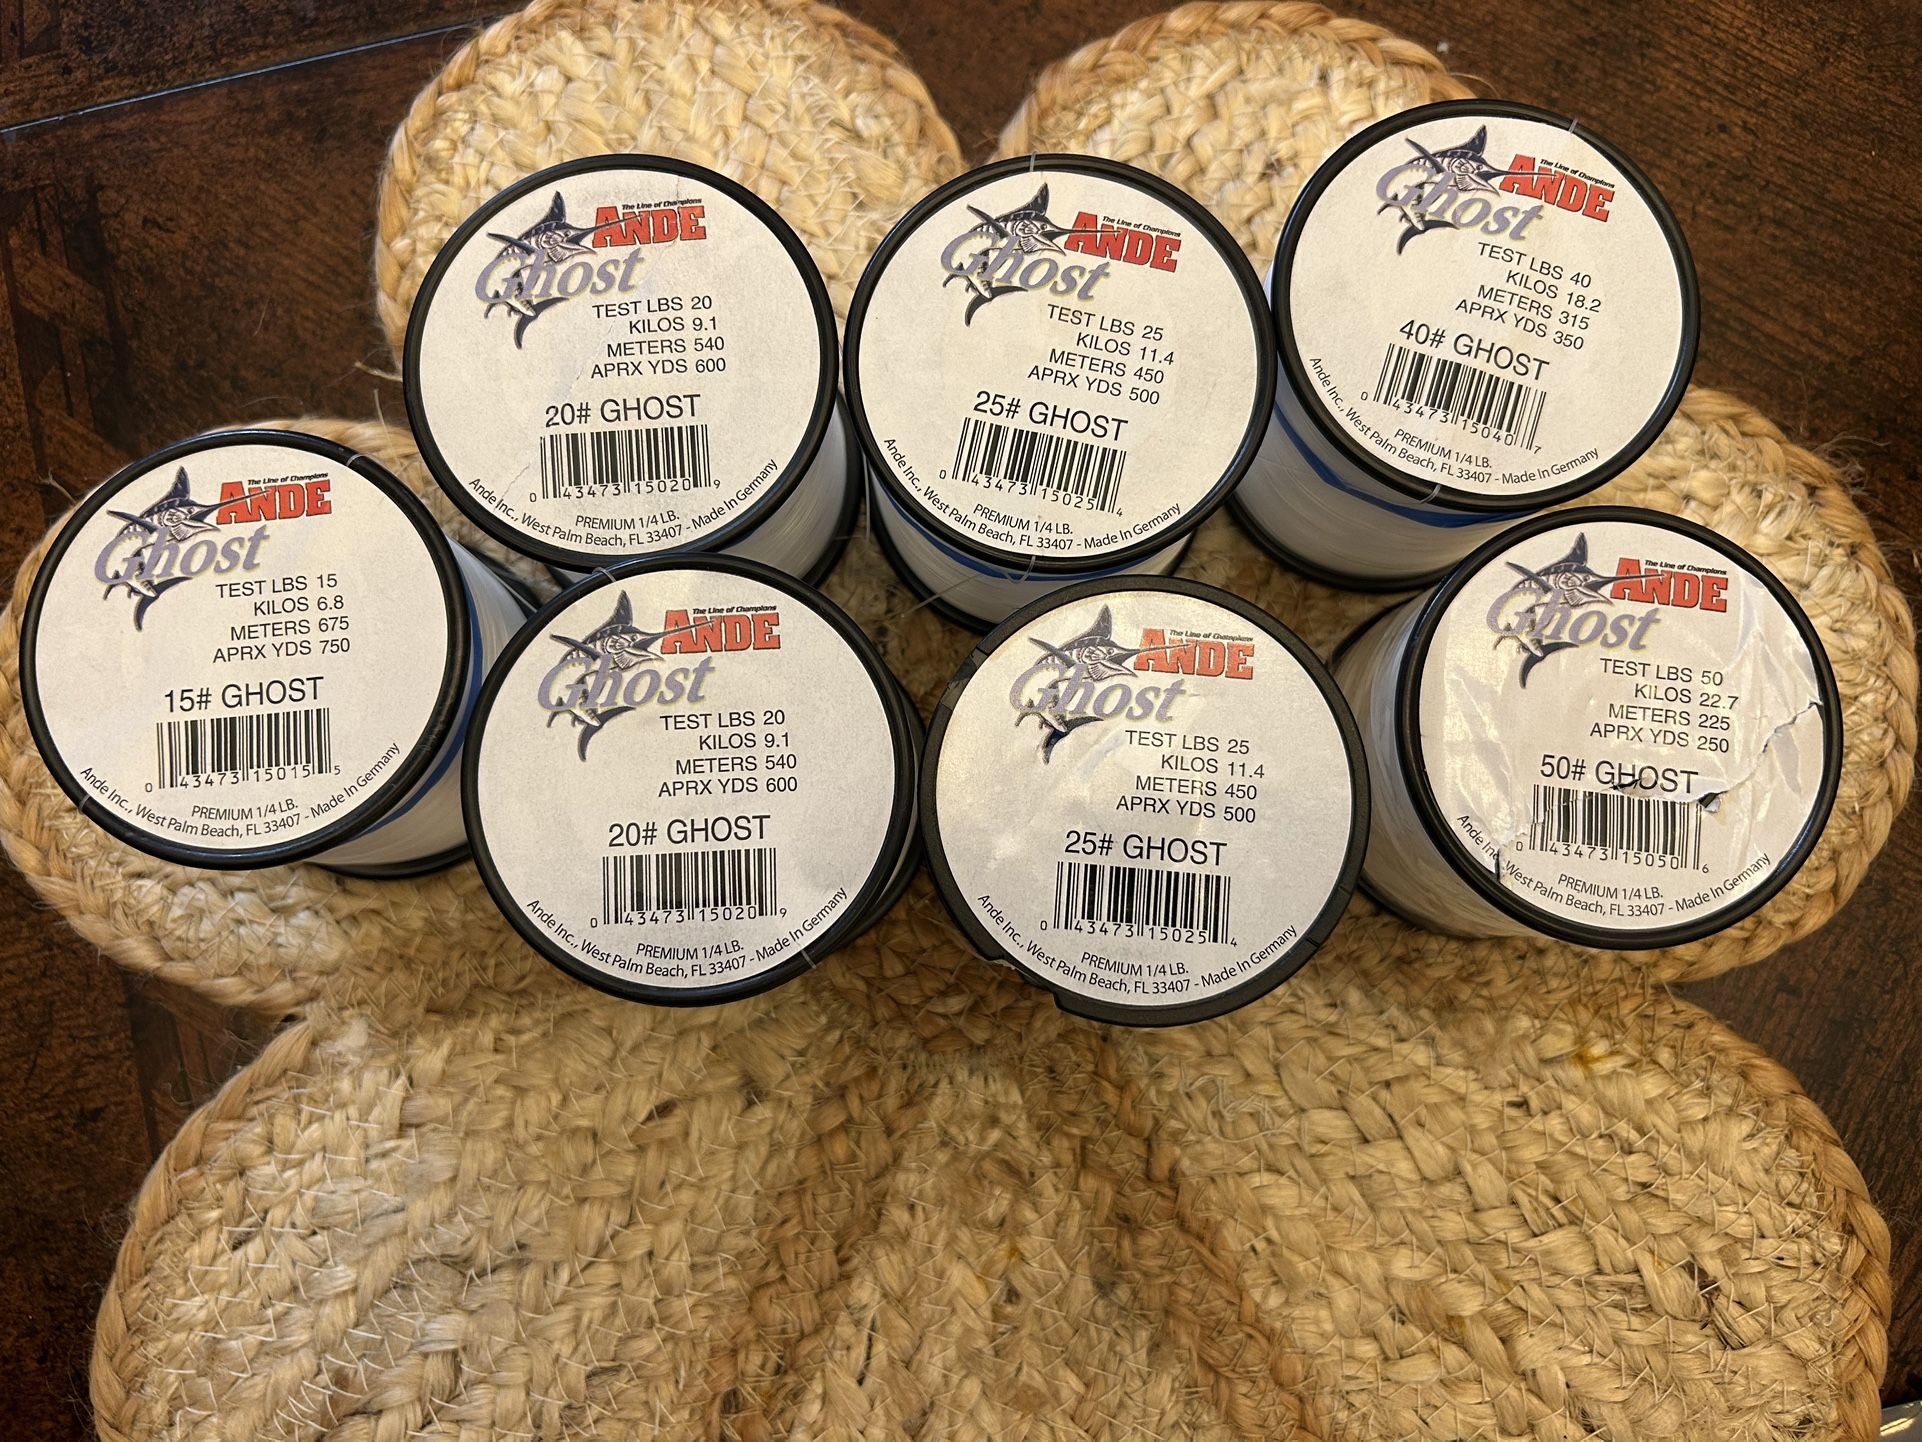 The Line of Champions
ANDE
Ghost
TEST LBS 20
KILOS 9.1
METERS 540
APRX YDS 600
20# GHOST
0 43473 15020 9
PREMIUM 1/4 LB.
Ande Inc., West Palm Beach, FL 33407 - Made In Germany
The Line of Champions
ANDE
Ghost
TEST LBS 25
KILOS 11.4
METERS 450
APRX YDS 500
25# GHOST
0 43473 15025 4
PREMIUM 1/4 LB.
Ande Inc., West Palm Beach, FL 33407 - Made In Germany
The Line of Champions
ANDE
Ghost
TEST LBS 40
KILOS 18.2
METERS 315
APRX YDS 350
40# GHOST
0 43473 15040 7
PREMIUM 1/4 LB.
Ande Inc., West Palm Beach, FL 33407 - Made In Germany
The Line of Champions
ANDE
Ghost
TEST LBS 15
KILOS 6.8
METERS 675
APRX YDS 750
15# GHOST
0 43473 15015 5
PREMIUM 1/4 LB.
Ande Inc., West Palm Beach, FL 33407 - Made In Germany
The Line of Champions
ANDE
Ghost
TEST LBS 20
KILOS 9.1
METERS 540
APRX YDS 600
20# GHOST
0 43473 15020 9
PREMIUM 1/4 LB.
Ande Inc., West Palm Beach, FL 33407 - Made In Germany
The Line of Champions
ANDE
Ghost
TEST LBS 25
KILOS 11.4
METERS 450
APRX YDS 500
25# GHOST
0 43473 15025 4
PREMIUM 1/4 LB.
Ande Inc., West Palm Beach, FL 33407 - Made In Germany
The Line of Champions
ANDE
Ghost
TEST LBS 50
KILOS 22.7
METERS 225
APRX YDS 250
50# GHOST
0 43473 15050 6
PREMIUM 1/4 LB.
Ande Inc West Palm Beach, FL 33407 - Made In Germany